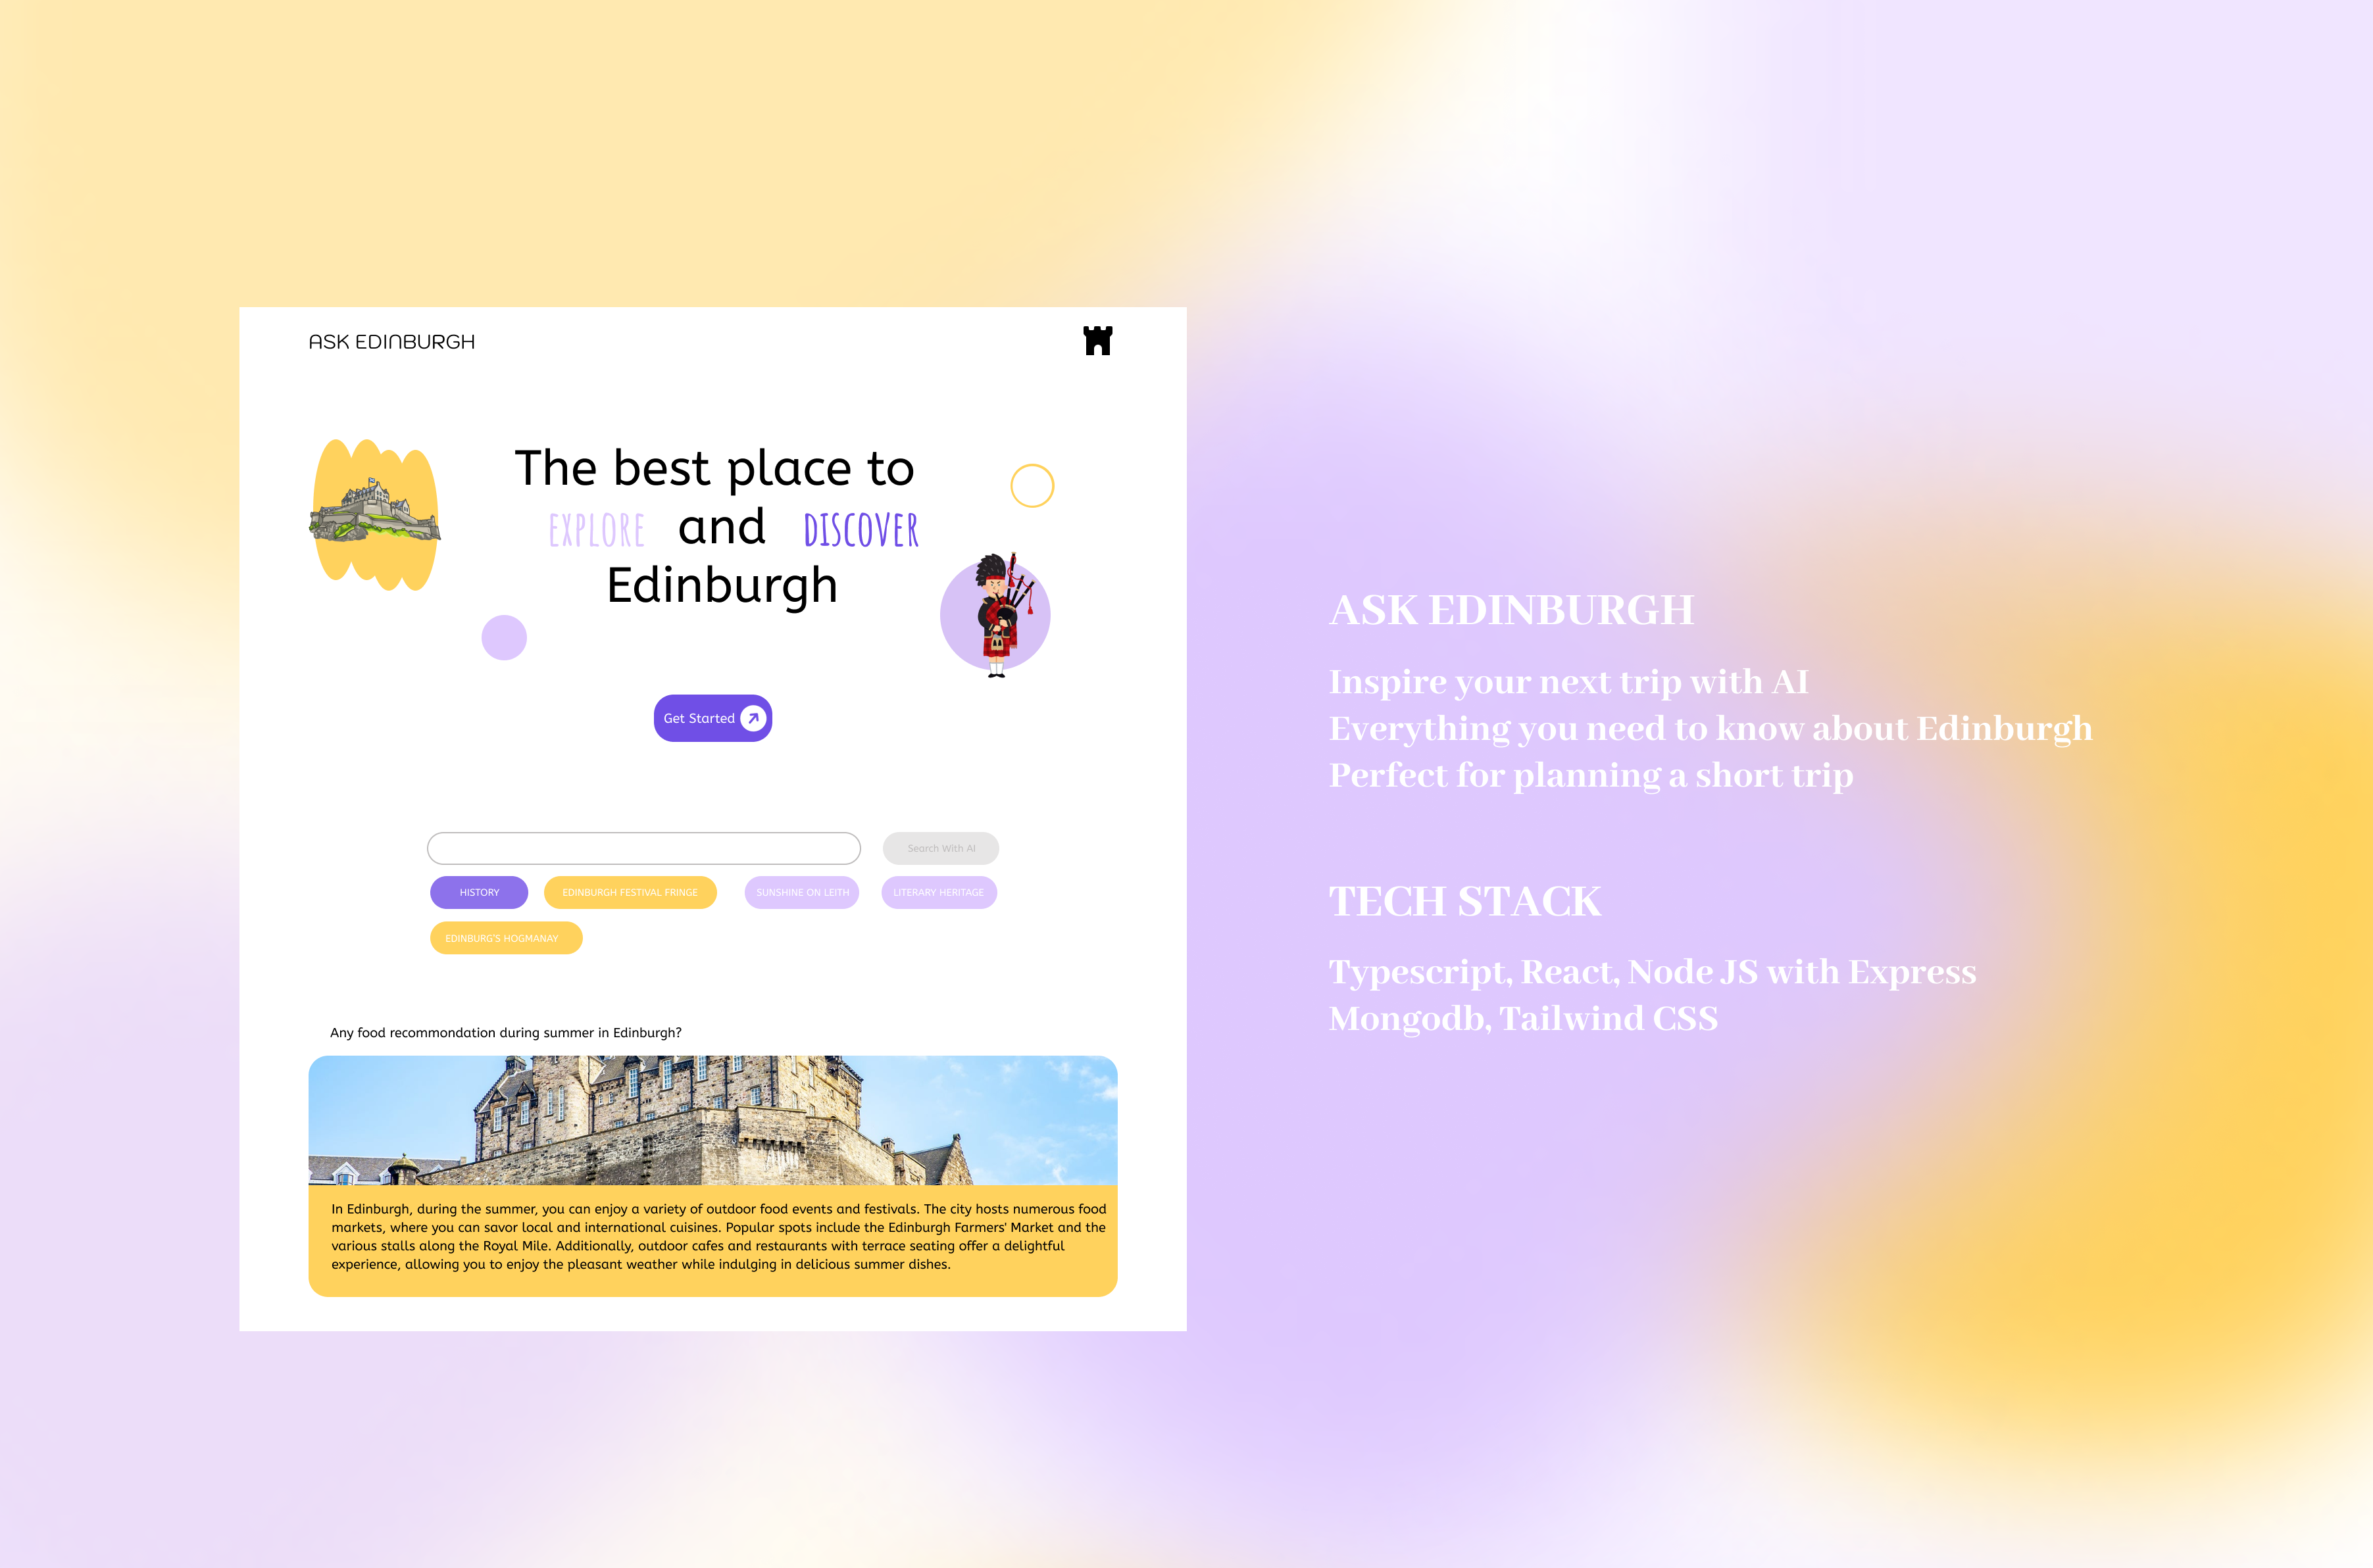 ASK EDINBURGH
The best place to
EXPLORE and DISCOVER
Edinburgh
Get Started
Search With AI
HISTORY
EDINBURGH FESTIVAL FRINGE
SUNSHINE ON LEITH
LITERARY HERITAGE
EDINBURG'S HOGMANAY
Any food recommondation during summer in Edinburgh?
In Edinburgh, during the summer, you can enjoy a variety of outdoor food events and festivals. The city hosts numerous food
markets, where you can savor local and international cuisines. Popular spots include the Edinburgh Farmers' Market and the
various stalls along the Royal Mile. Additionally, outdoor cafes and restaurants with terrace seating offer a delightful
experience, allowing you to enjoy the pleasant weather while indulging in delicious summer dishes.
ASK EDINBURGH
Inspire your next trip with AI
Everything you need to know about Edinburgh
Perfect for planning a short trip
TECH STACK
Typescript, React, Node JS with Express
Mongodb, Tailwind CSS